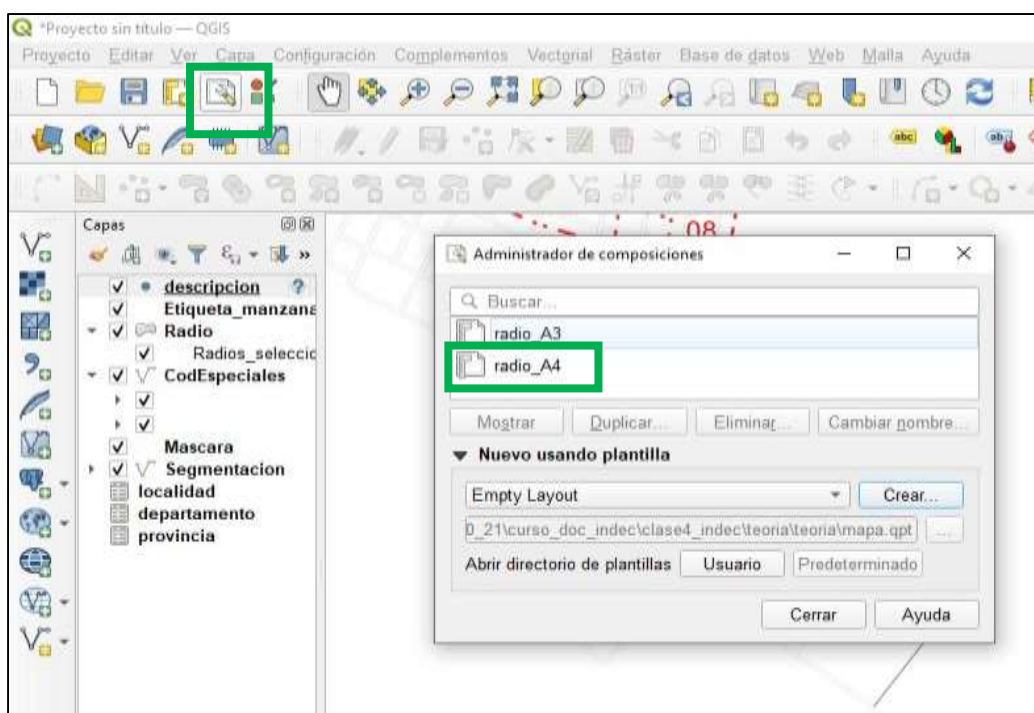 *Proyecto sin título — QGIS
Proyecto Editar Ver Capa Configuración Complementos Vectorial Ráster Base de datos Web Malla Ayuda
abc
Capas
descripcion
Etiqueta_manzana
Radio
Radios_seleccic
CodEspeciales
Mascara
Segmentacion
localidad
departamento
provincia
08
Administrador de composiciones
Buscar...
radio_A3
radio_A4
Mostrar Duplicar... Eliminar... Cambiar nombre...
Nuevo usando plantilla
Empty Layout Crear...
0_21\curso_doc_indec\clase4_indec\teoria\teoria\mapa.qpt ...
Abrir directorio de plantillas Usuario Predeterminado
Cerrar Ayuda